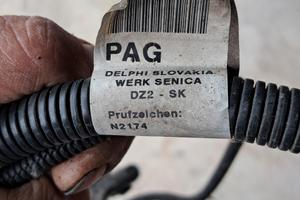 PAG
DELPHI SLOVAKIA
WERK SENICA
DZ2 - SK
Prufzeichen:
N2174